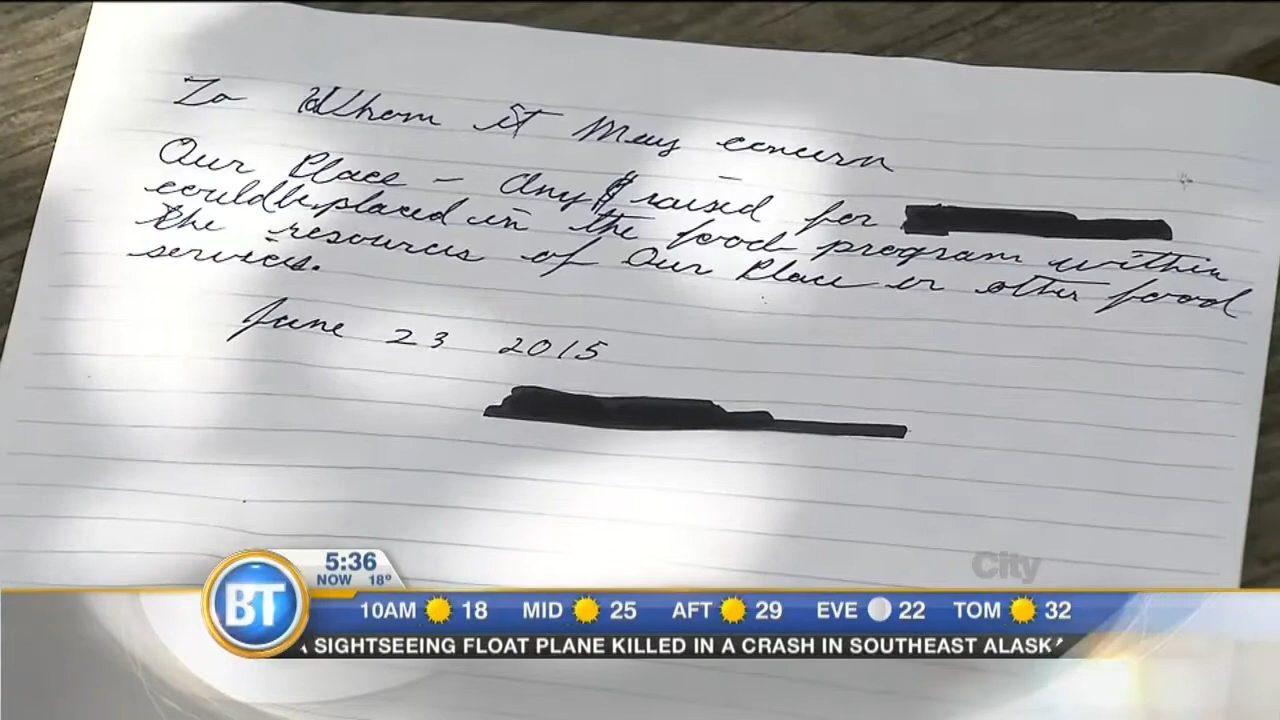 To Whom it May concern
Our Place – Any $ raised for
could be placed in the food program within
the resources of Our Place or other food
services.
June 23 2015
City
5:36
NOW 18°
BT
10AM 18 MID 25 AFT 29 EVE 22 TOM 32
A SIGHTSEEING FLOAT PLANE KILLED IN A CRASH IN SOUTHEAST ALASK